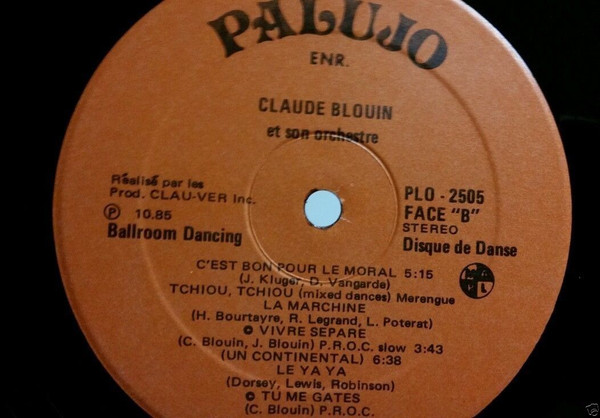 PALUJO
ENR.
CLAUDE BLOUIN
et son orchestre
Réalisé par les
Prod. CLAU-VER Inc.
Ⓟ 10.85
Ballroom Dancing
PLO - 2505
FACE "B"
STEREO
Disque de Danse
C'EST BON POUR LE MORAL 5:15
(J. Kluger, D. Vangarde)
TCHIOU, TCHIOU (mixed dances) Merengue
LA MARCHINE
(H. Bourtayre, R. Legrand, L. Poterat)
© VIVRE SEPARE
(C. Blouin, J. Blouin) P.R.O.C. slow 3:43
(UN CONTINENTAL) 6:38
LE YA YA
(Dorsey, Lewis, Robinson)
© TU ME GATES
(C. Blouin) P.R.O.C.